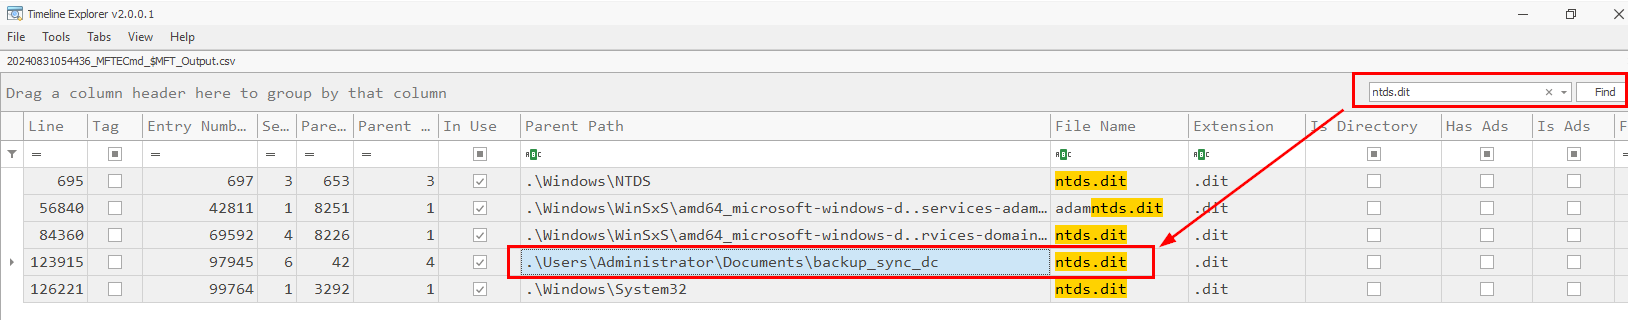 Timeline Explorer v2.0.0.1
File Tools Tabs View Help
20240831054436_MFTECmd_$MFT_Output.csv
Drag a column header here to group by that column
ntds.dit Find
Line Tag Entry Numb... Se... Pare... Parent ... In Use Parent Path File Name Extension Is Directory Has Ads Is Ads F
= = = = = ABC ABC ABC =
695 697 3 653 3 .\Windows\NTDS ntds.dit .dit
56840 42811 1 8251 1 .\Windows\WinSxS\amd64_microsoft-windows-d..services-adam... adamntds.dit .dit
84360 69592 4 8226 1 .\Windows\WinSxS\amd64_microsoft-windows-d..rvices-domain... ntds.dit .dit
123915 97945 6 42 4 .\Users\Administrator\Documents\backup_sync_dc ntds.dit .dit
126221 99764 1 3292 1 .\Windows\System32 ntds.dit .dit